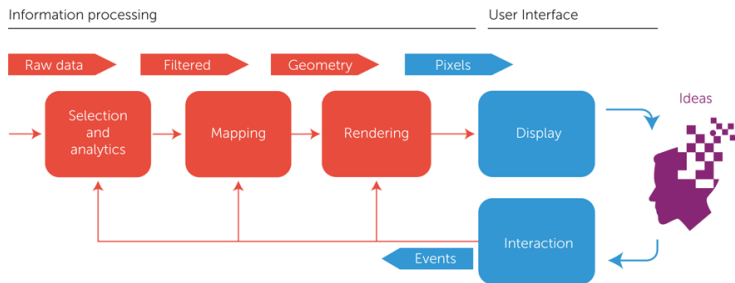 Information processing
User Interface
Raw data
Filtered
Geometry
Pixels
Ideas
Selection
and
analytics
Mapping
Rendering
Display
Interaction
Events